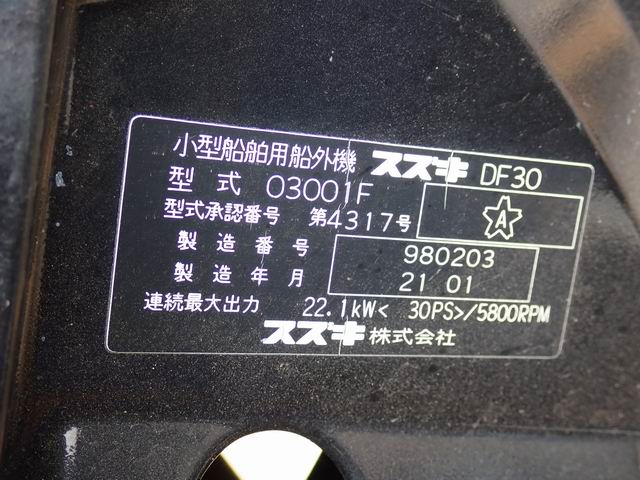 小型船舶用船外機 スズキ DF30
型式 03001F
型式承認番号 第4317号
A
製造番号 980203
製造年月 21 01
連続最大出力 22.1kW< 30PS>/5800RPM
スズキ株式会社